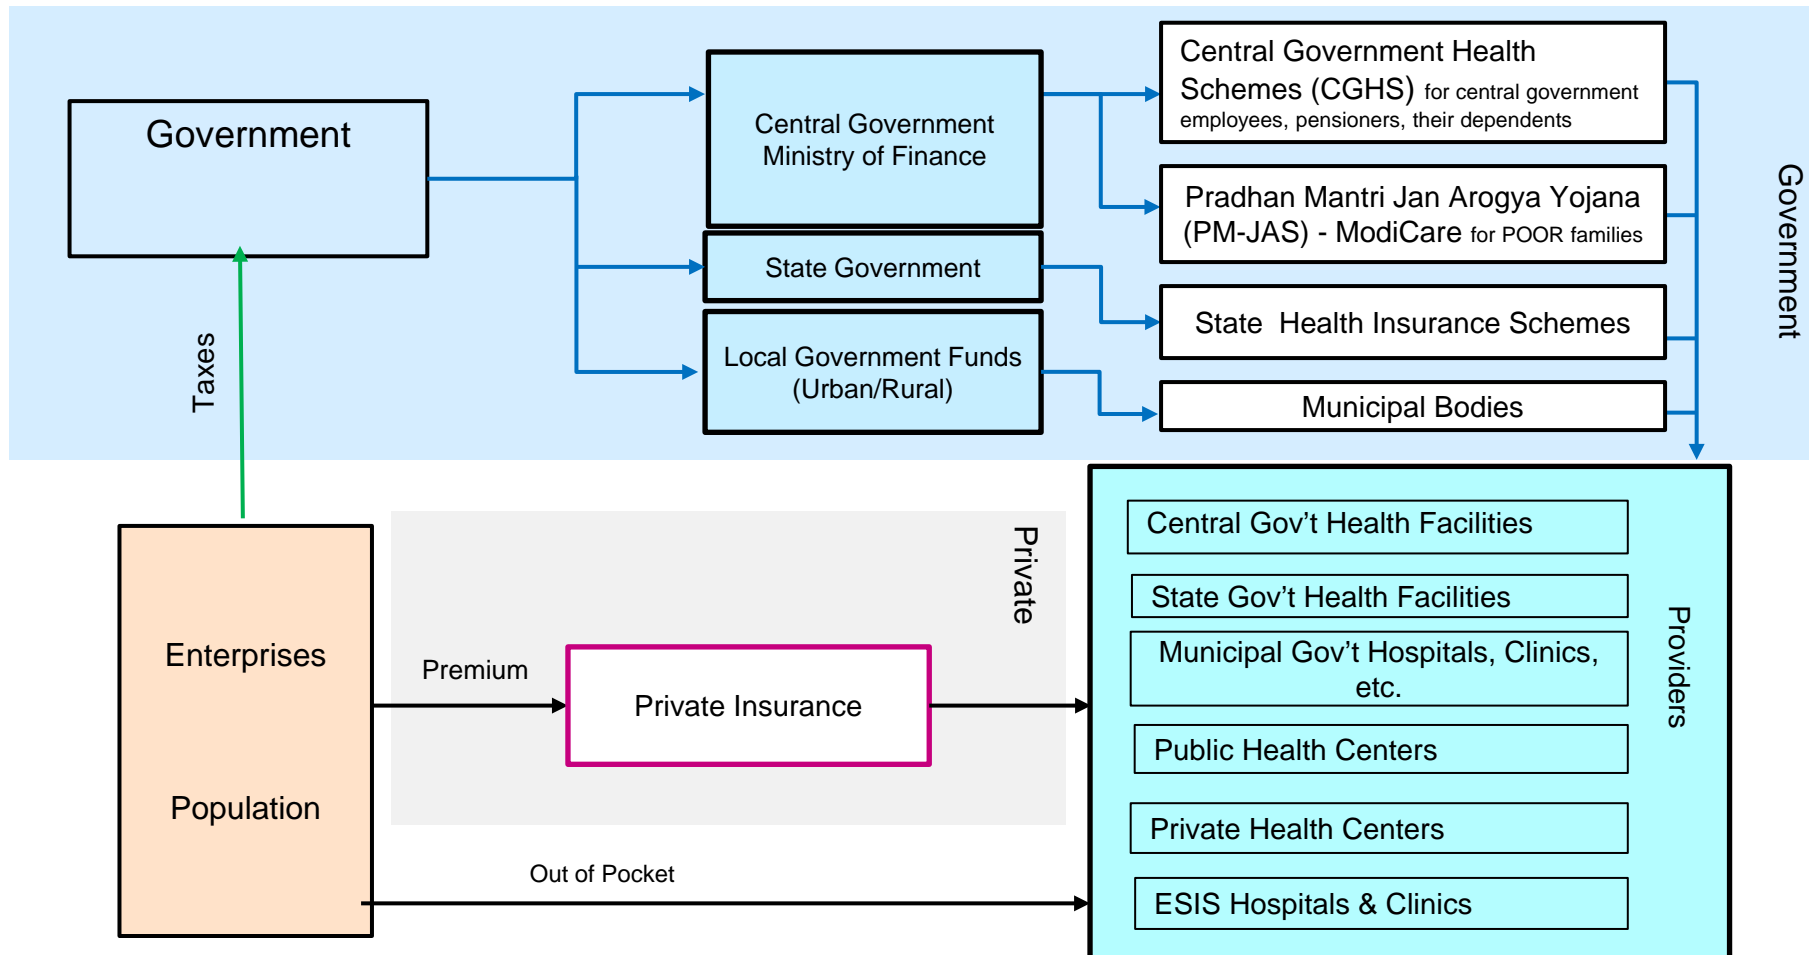 Government
Central Government
Ministry of Finance
State Government
Local Government Funds
(Urban/Rural)
Central Government Health
Schemes (CGHS) for central government
employees, pensioners, their dependents
Pradhan Mantri Jan Arogya Yojana
(PM-JAS) - ModiCare for POOR families
State Health Insurance Schemes
Municipal Bodies
Government
Taxes
Enterprises
Population
Private
Premium
Private Insurance
Out of Pocket
Central Gov’t Health Facilities
State Gov’t Health Facilities
Municipal Gov’t Hospitals, Clinics,
etc.
Public Health Centers
Private Health Centers
ESIS Hospitals & Clinics
Providers